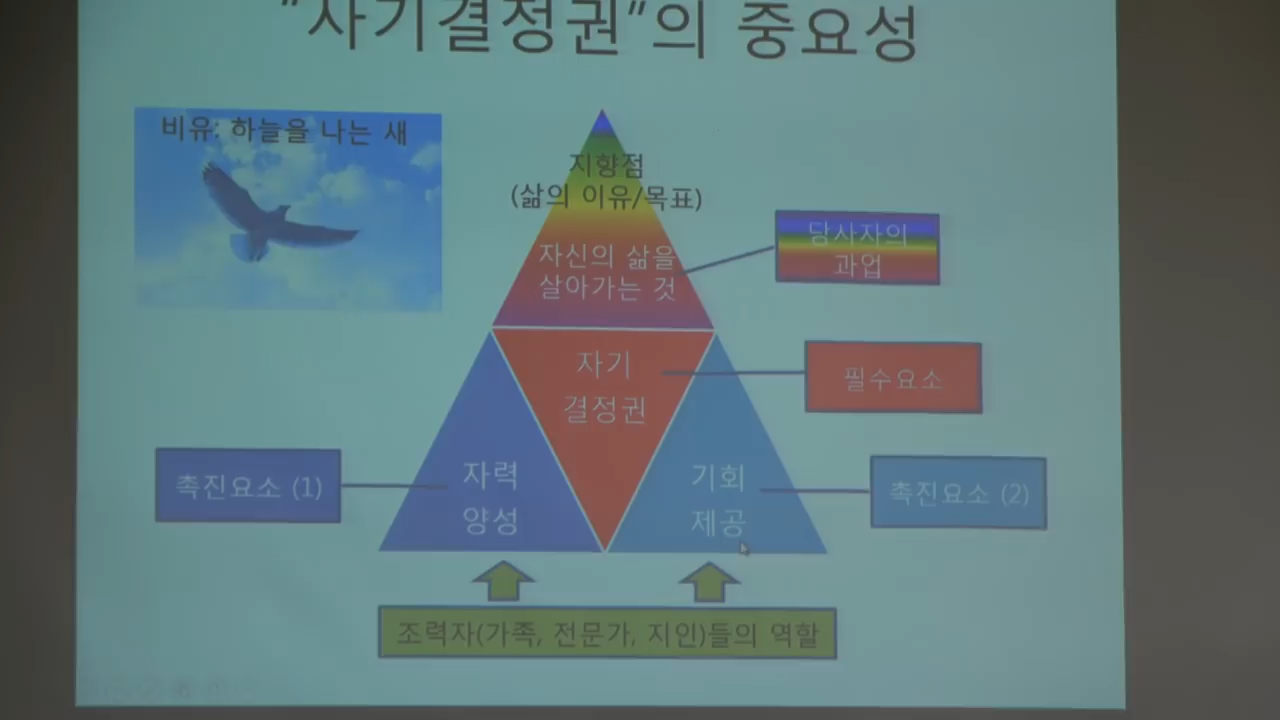 "자기결정권"의 중요성
비유: 하늘을 나는 새
지향점
(삶의 이유/목표)
자신의 삶을
살아가는 것
당사자의
과업
자기
결정권
필수요소
촉진요소 (1)
자력
양성
기회
제공
촉진요소 (2)
조력자(가족, 전문가, 지인)들의 역할